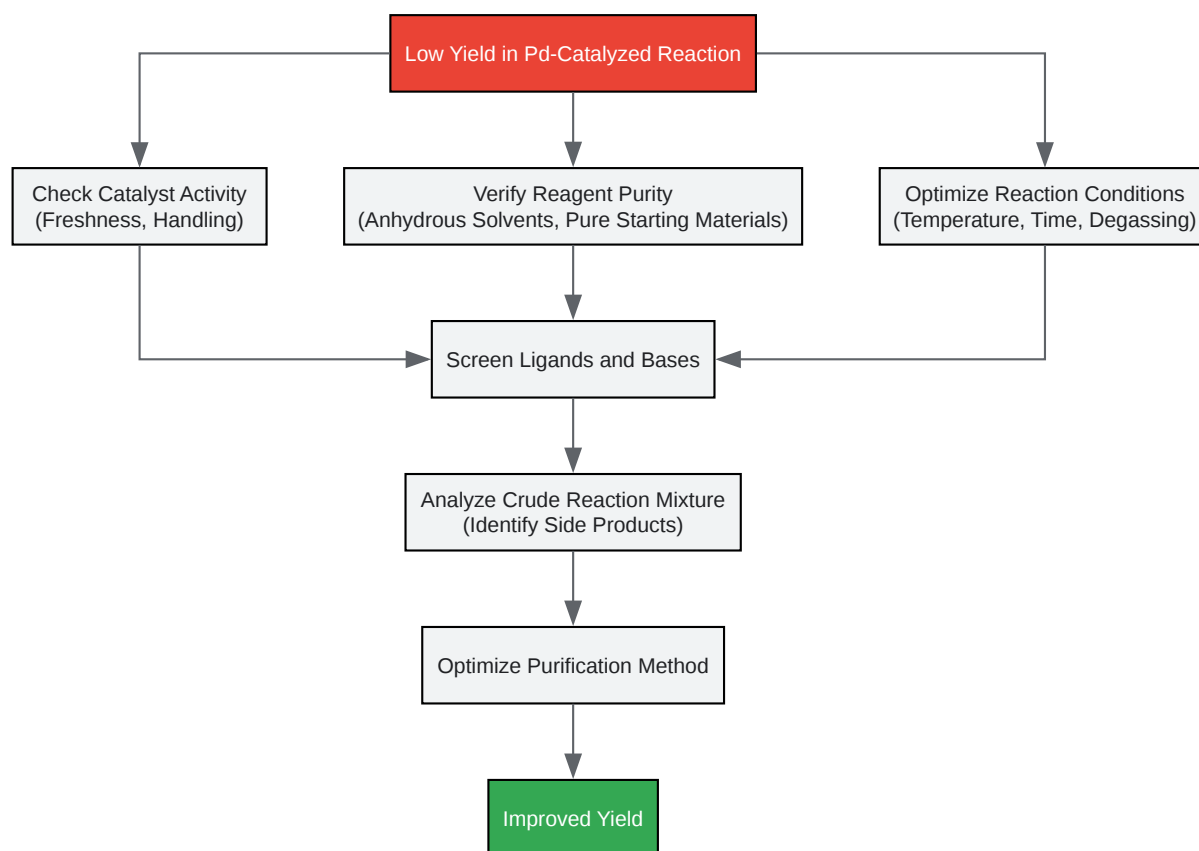 Low Yield in Pd-Catalyzed Reaction
Check Catalyst Activity
(Freshness, Handling)
Verify Reagent Purity
(Anhydrous Solvents, Pure Starting Materials)
Optimize Reaction Conditions
(Temperature, Time, Degassing)
Screen Ligands and Bases
Analyze Crude Reaction Mixture
(Identify Side Products)
Optimize Purification Method
Improved Yield